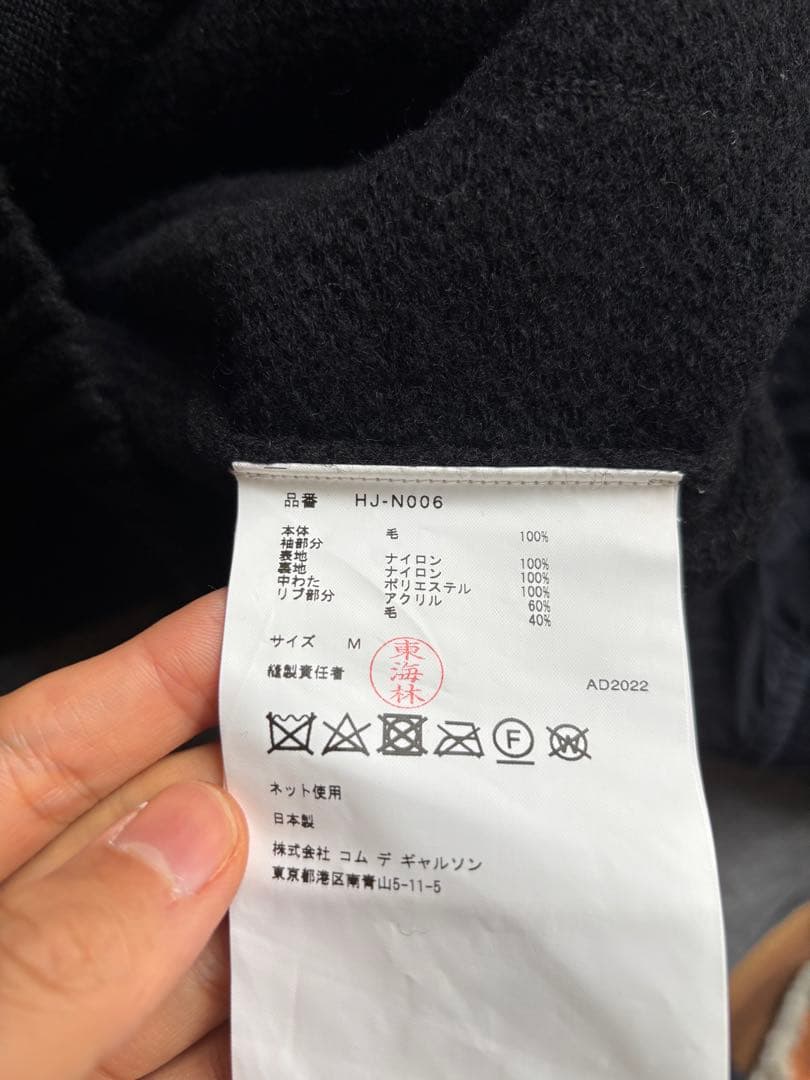 品番 HJ-N006
本体 毛 100%
袖部分
表地 ナイロン 100%
裏地 ナイロン 100%
中わた ポリエステル 100%
リブ部分 アクリル 60%
毛 40%
サイズ M
縫製責任者 東海林
AD2022
F W
ネット使用
日本製
株式会社 コム デ ギャルソン
東京都港区南青山5-11-5